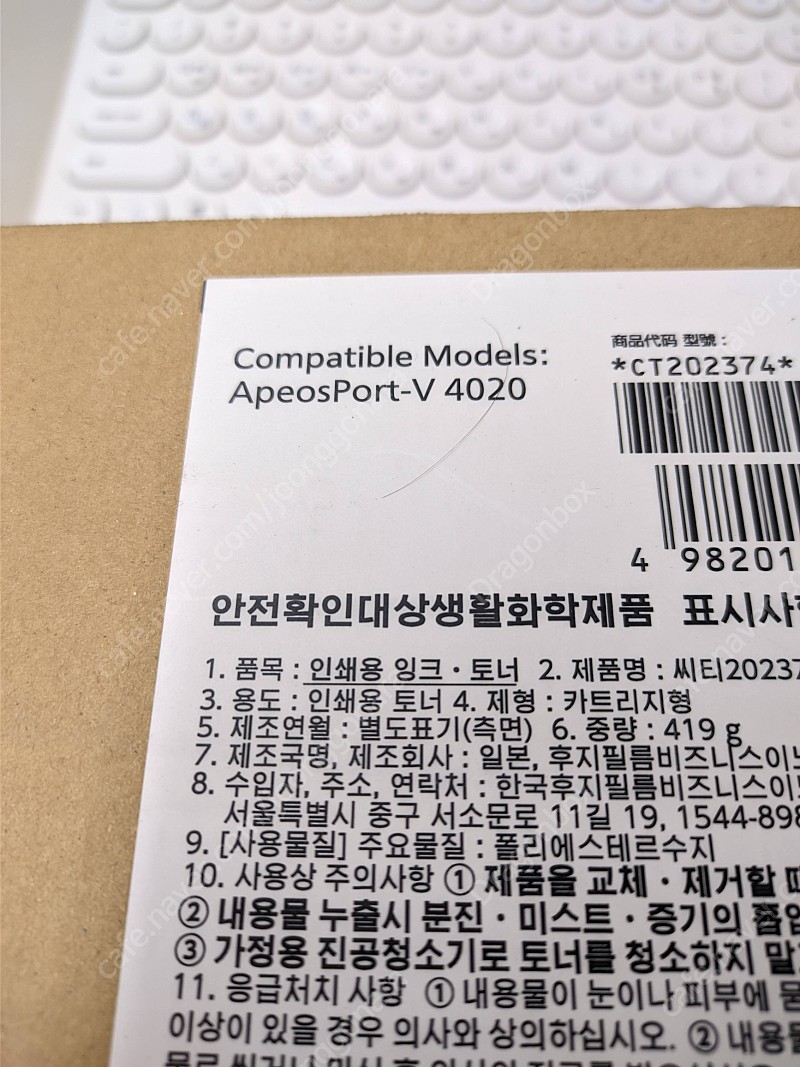 Compatible Models:
ApeosPort-V 4020
商品代码 型號 :
*CT202374*
4 98201
안전확인대상생활화학제품 표시사
1. 품목 : 인쇄용 잉크 · 토너 2. 제품명 : 씨티20237
3. 용도 : 인쇄용 토너 4. 제형 : 카트리지형
5. 제조연월 : 별도표기(측면) 6. 중량 : 419 g
7. 제조국명, 제조회사 : 일본, 후지필름비즈니스이노
8. 수입자, 주소, 연락처 : 한국후지필름비즈니스이
서울특별시 중구 서소문로 11길 19, 1544-898
9. [사용물질] 주요물질 : 폴리에스테르수지
10. 사용상 주의사항 ① 제품을 교체 · 제거할 때
② 내용물 누출시 분진 · 미스트 · 증기의 흡입
③ 가정용 진공청소기로 토너를 청소하지 말
11. 응급처치 사항 ① 내용물이 눈이나 피부에 묻
이상이 있을 경우 의사와 상의하십시오. ② 내용
cafe.naver.com/joonggonara
Dragonbox